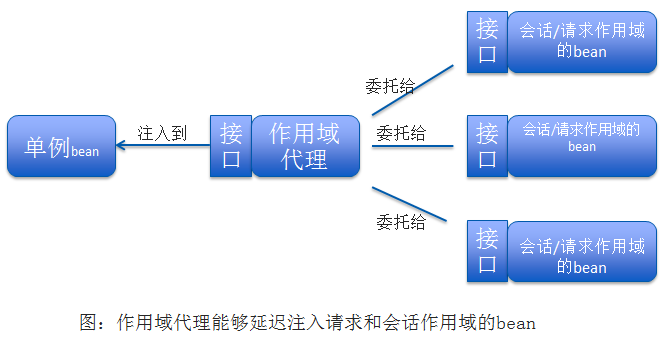 单例bean
注入到
接
口
作用域
代理
委托给
接
口
会话/请求作用域
的bean
委托给
接
口
会话/请求作用域的
bean
委托给
接
口
会话/请求作用域
的bean
图：作用域代理能够延迟注入请求和会话作用域的bean